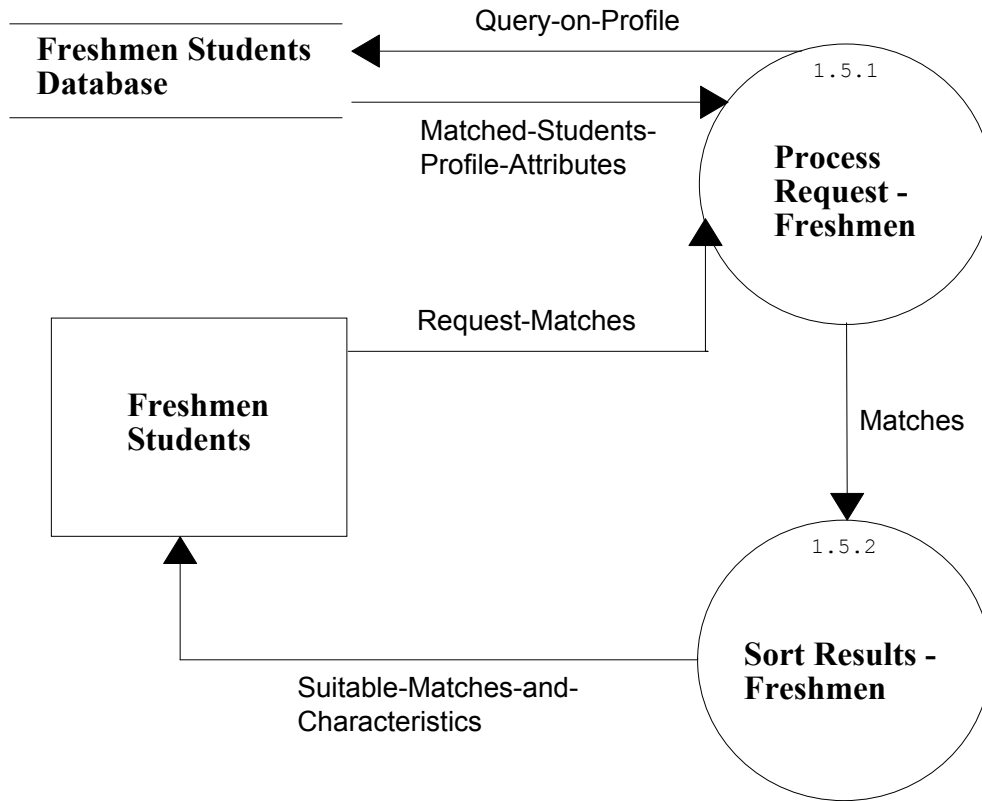 Query-on-Profile
Freshmen Students
Database
1.5.1
Matched-Students-
Profile-Attributes
Process
Request -
Freshmen
Request-Matches
Freshmen
Students
Matches
1.5.2
Sort Results -
Freshmen
Suitable-Matches-and-
Characteristics